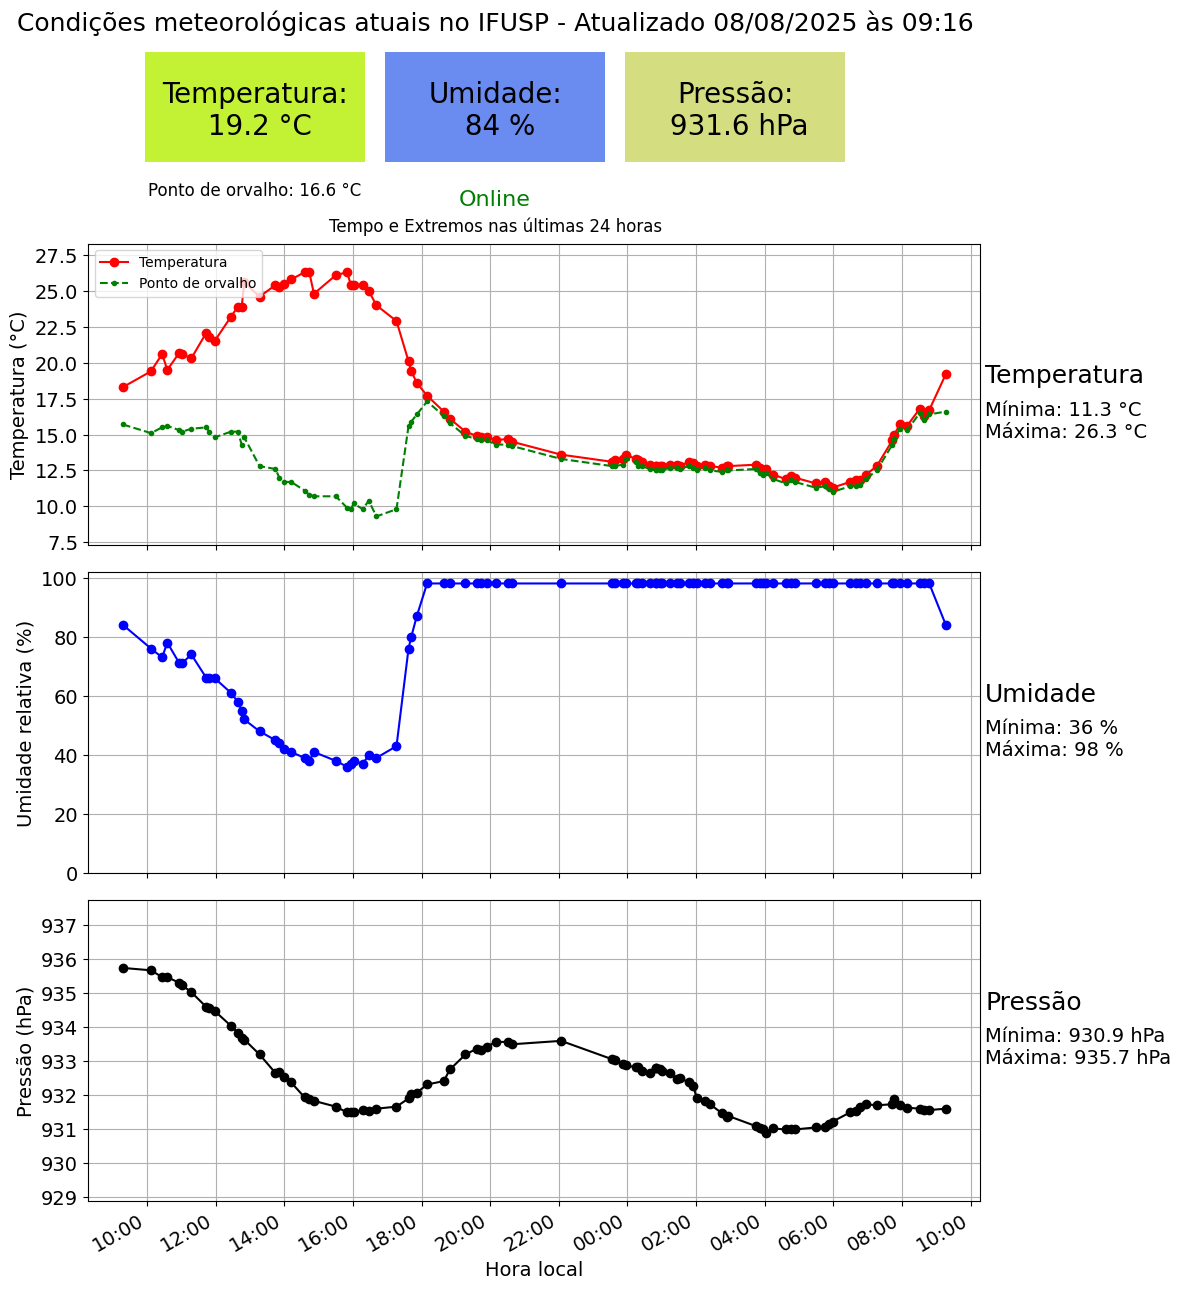 Condições meteorológicas atuais no IFUSP - Atualizado 08/08/2025 às 09:16
Temperatura:
19.2 °C
Umidade:
84 %
Pressão:
931.6 hPa
Ponto de orvalho: 16.6 °C
Online
Tempo e Extremos nas últimas 24 horas
Temperatura
Ponto de orvalho
Temperatura (°C)
27.5
25.0
22.5
20.0
17.5
15.0
12.5
10.0
7.5
Temperatura
Mínima: 11.3 °C
Máxima: 26.3 °C
Umidade relativa (%)
100
80
60
40
20
0
Umidade
Mínima: 36 %
Máxima: 98 %
Pressão (hPa)
937
936
935
934
933
932
931
930
929
Pressão
Mínima: 930.9 hPa
Máxima: 935.7 hPa
10:00 12:00 14:00 16:00 18:00 20:00 22:00 00:00 02:00 04:00 06:00 08:00 10:00
Hora local